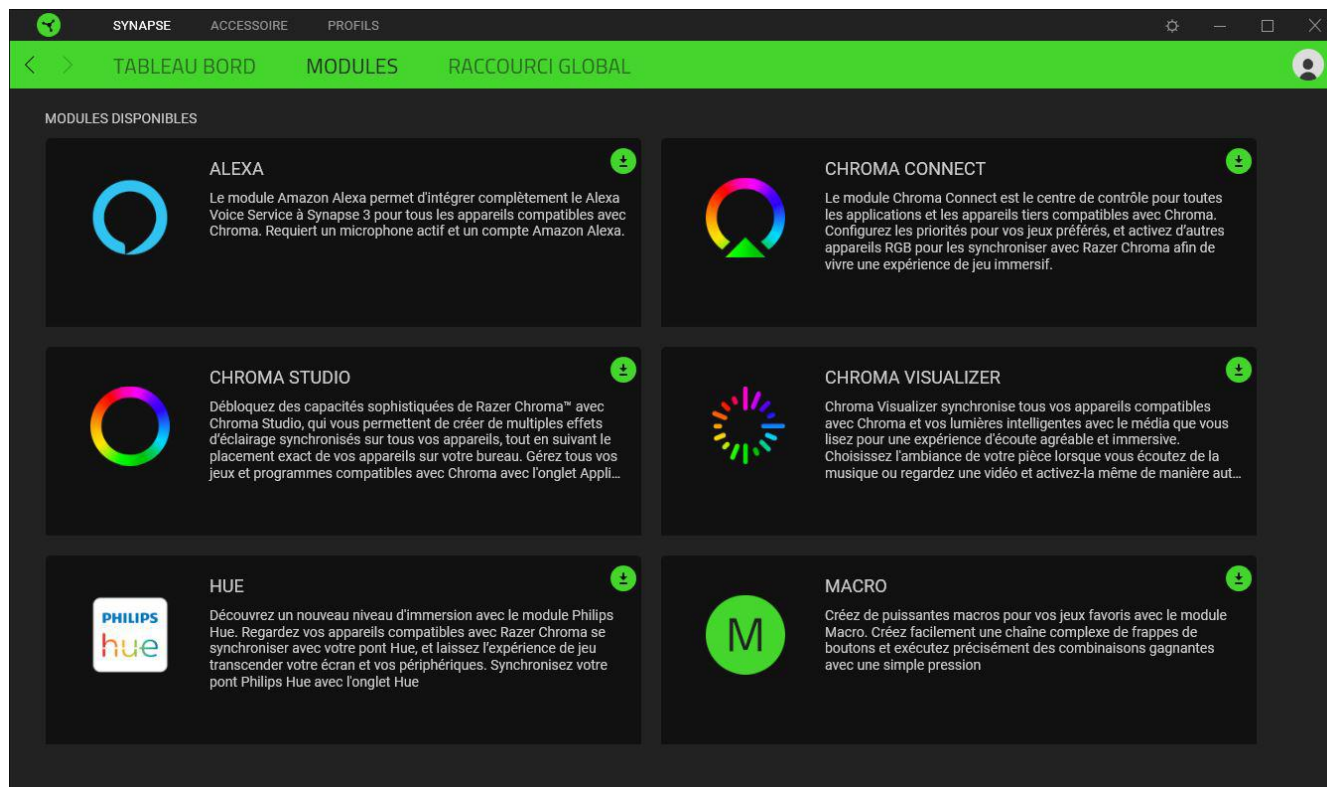 SYNAPSE ACCESSOIRE PROFILS
TABLEAU BORD MODULES RACCOURCI GLOBAL
MODULES DISPONIBLES
ALEXA
Le module Amazon Alexa permet d'intégrer complètement le Alexa
Voice Service à Synapse 3 pour tous les appareils compatibles avec
Chroma. Requiert un microphone actif et un compte Amazon Alexa.
CHROMA CONNECT
Le module Chroma Connect est le centre de contrôle pour toutes
les applications et les appareils tiers compatibles avec Chroma.
Configurez les priorités pour vos jeux préférés, et activez d'autres
appareils RGB pour les synchroniser avec Razer Chroma afin de
vivre une expérience de jeu immersif.
CHROMA STUDIO
Débloquez des capacités sophistiquées de Razer Chroma™ avec
Chroma Studio, qui vous permettent de créer de multiples effets
d'éclairage synchronisés sur tous vos appareils, tout en suivant le
placement exact de vos appareils sur votre bureau. Gérez tous vos
jeux et programmes compatibles avec Chroma avec l'onglet Appli...
CHROMA VISUALIZER
Chroma Visualizer synchronise tous vos appareils compatibles
avec Chroma et vos lumières intelligentes avec le média que vous
lisez pour une expérience d'écoute agréable et immersive.
Choisissez l'ambiance de votre pièce lorsque vous écoutez de la
musique ou regardez une vidéo et activez-la même de manière aut...
PHILIPS
hue
HUE
Découvrez un nouveau niveau d'immersion avec le module Philips
Hue. Regardez vos appareils compatibles avec Razer Chroma se
synchroniser avec votre pont Hue, et laissez l'expérience de jeu
transcender votre écran et vos périphériques. Synchronisez votre
pont Philips Hue avec l'onglet Hue
M
MACRO
Créez de puissantes macros pour vos jeux favoris avec le module
Macro. Créez facilement une chaîne complexe de frappes de
boutons et exécutez précisément des combinaisons gagnantes
avec une simple pression